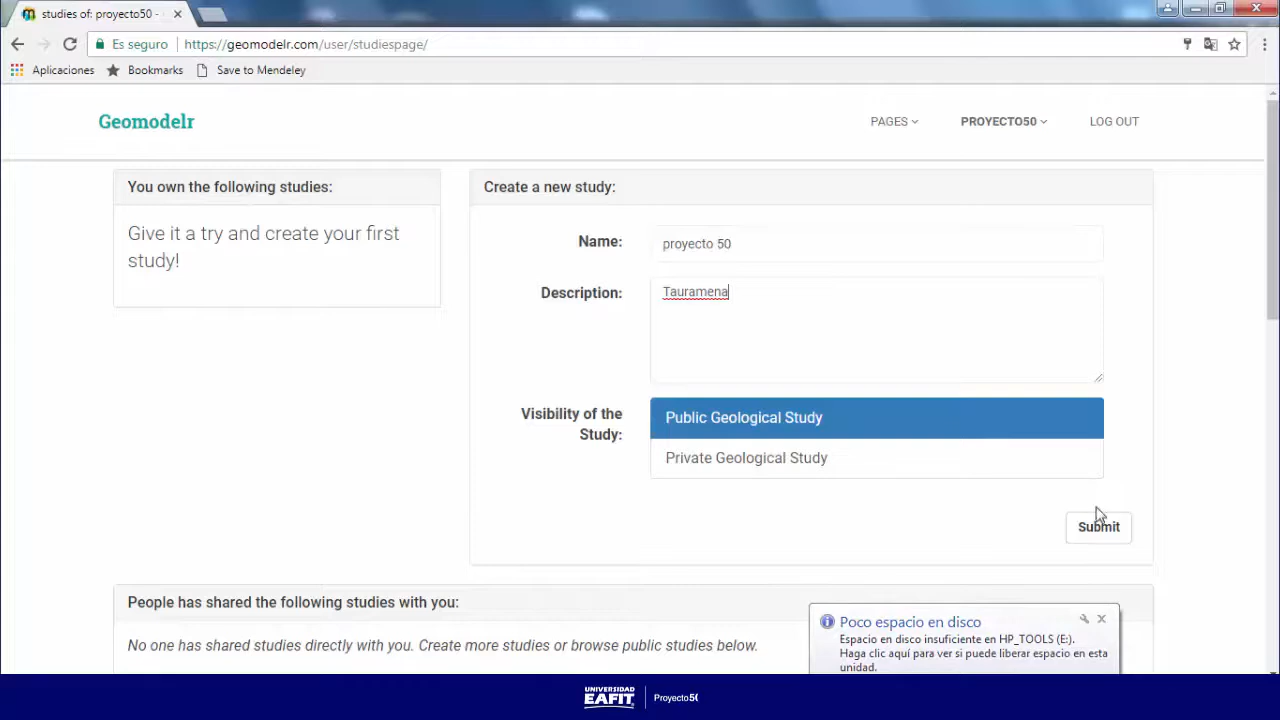 studies of: proyecto50 -
Es seguro
https://geomodelr.com/user/studiespage/
Aplicaciones
Bookmarks
Save to Mendeley
Geomodelr
PAGES
PROYECTO50
LOG OUT
You own the following studies:
Give it a try and create your first
study!
Create a new study:
Name:
proyecto 50
Description:
Tauramena
Visibility of the
Study:
Public Geological Study
Private Geological Study
Submit
People has shared the following studies with you:
No one has shared studies directly with you. Create more studies or browse public studies below.
Poco espacio en disco
Espacio en disco insuficiente en HP_TOOLS (E:).
Haga clic aquí para ver si puede liberar espacio en esta
unidad.
UNIVERSIDAD
EAFIT
Proyecto50